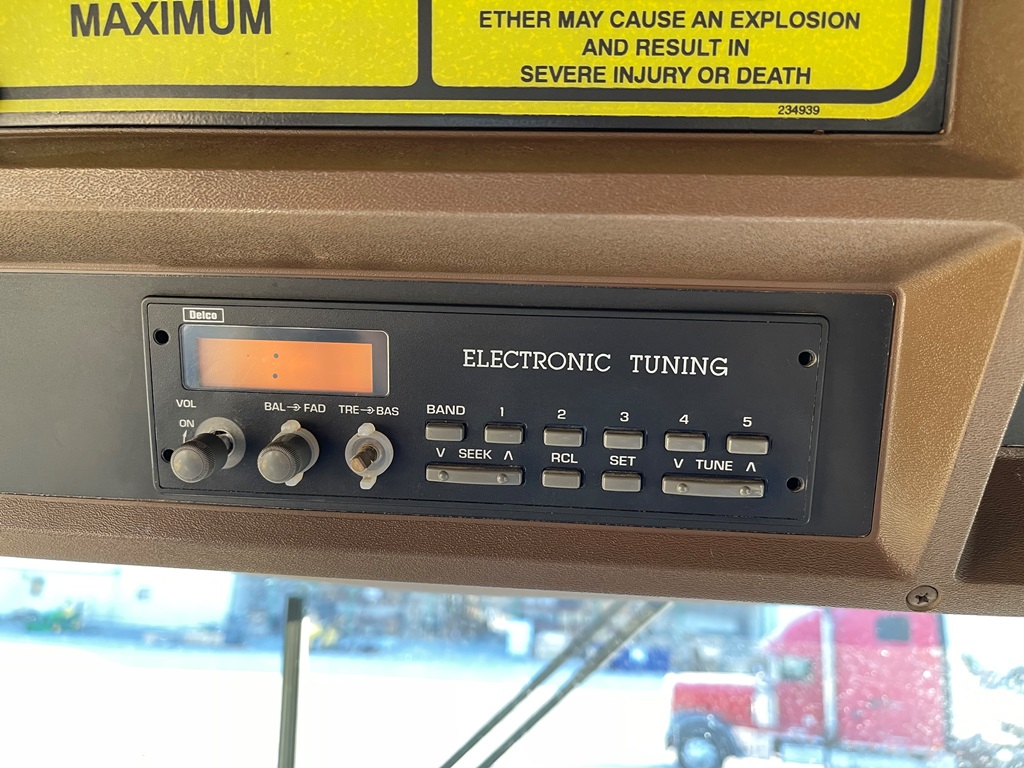 MAXIMUM
ETHER MAY CAUSE AN EXPLOSION
AND RESULT IN
SEVERE INJURY OR DEATH
234939
Delco
ELECTRONIC TUNING
VOL
ON
BAL FAD
TRE BAS
BAND 1 2 3 4 5
V SEEK Λ RCL SET V TUNE Λ